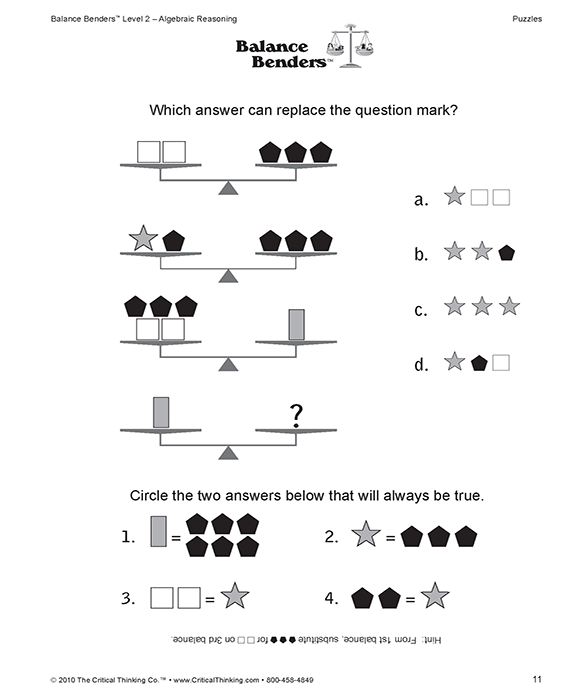 Balance Benders™ Level 2 – Algebraic Reasoning
Puzzles
Balance
Benders™
Which answer can replace the question mark?
a.
b.
c.
d.
?
Circle the two answers below that will always be true.
1. =
2. =
3. =
4. =
Hint: From 1st balance, substitute for on 3rd balance.
© 2010 The Critical Thinking Co.™ • www.CriticalThinking.com • 800-458-4849
11